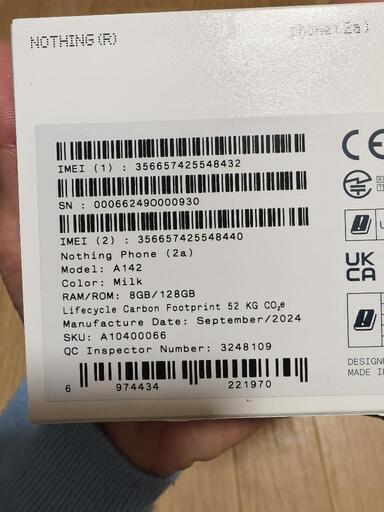 NOTHING(R)
phone(2a)
IMEI (1) : 356657425548432
SN : 000662490000930
IMEI (2) : 356657425548440
Nothing Phone (2a)
Model: A142
Color: Milk
RAM/ROM: 8GB/128GB
Lifecycle Carbon Footprint 52 KG CO₂e
Manufacture Date: September/2024
SKU: A10400066
QC Inspector Number: 3248109
6 974434 221970
CE
UK
CA
DESIGNE
MADE IN